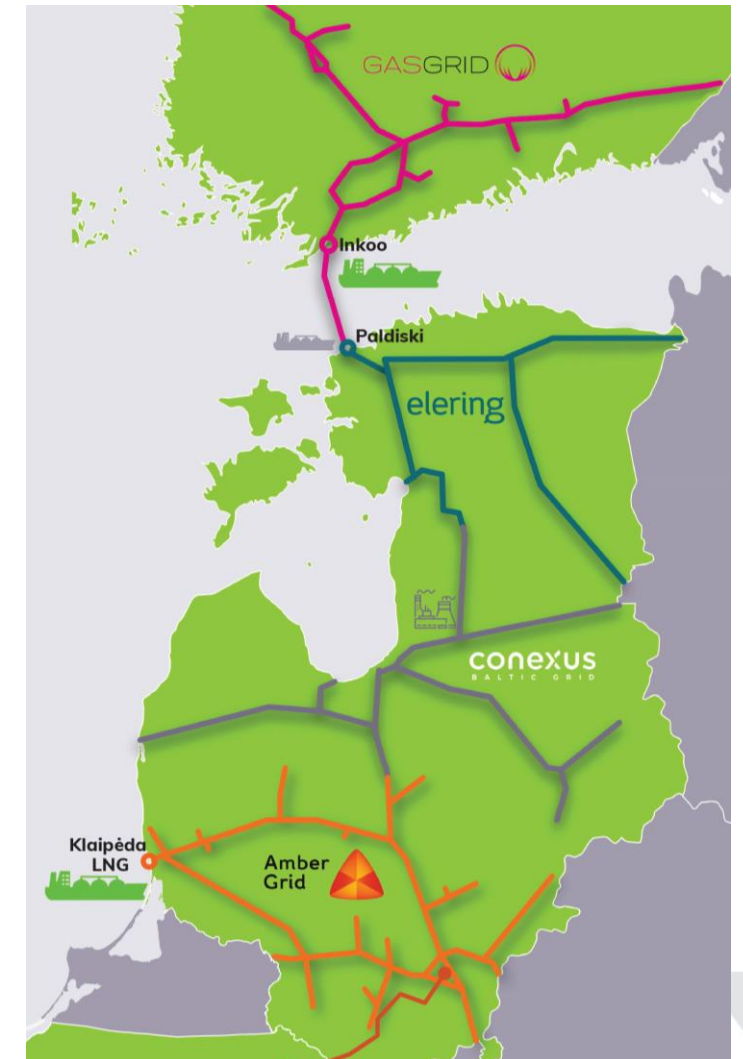 GASGRID
Inkoo
Paldiski
elering
conexus
BALTIC GRID
Klaipėda
LNG
Amber
Grid